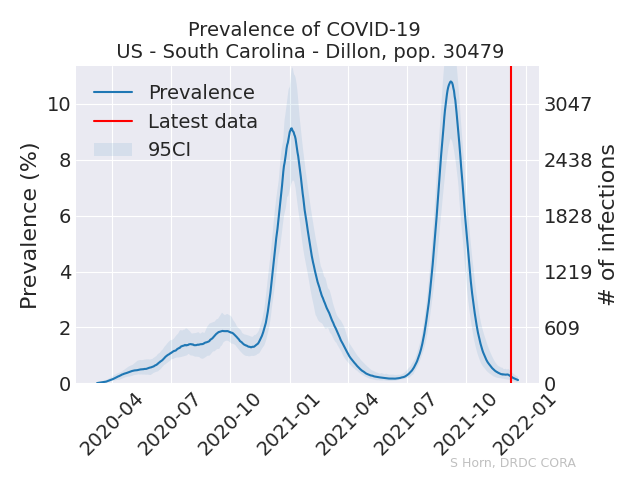 Prevalence of COVID-19
US - South Carolina - Dillon, pop. 30479
Prevalence
Latest data
95CI
Prevalence (%)
10
8
6
4
2
0
3047
2438
1828
1219
609
0
# of infections
2020-04
2020-07
2020-10
2021-01
2021-04
2021-07
2021-10
2022-01
S Horn, DRDC CORA